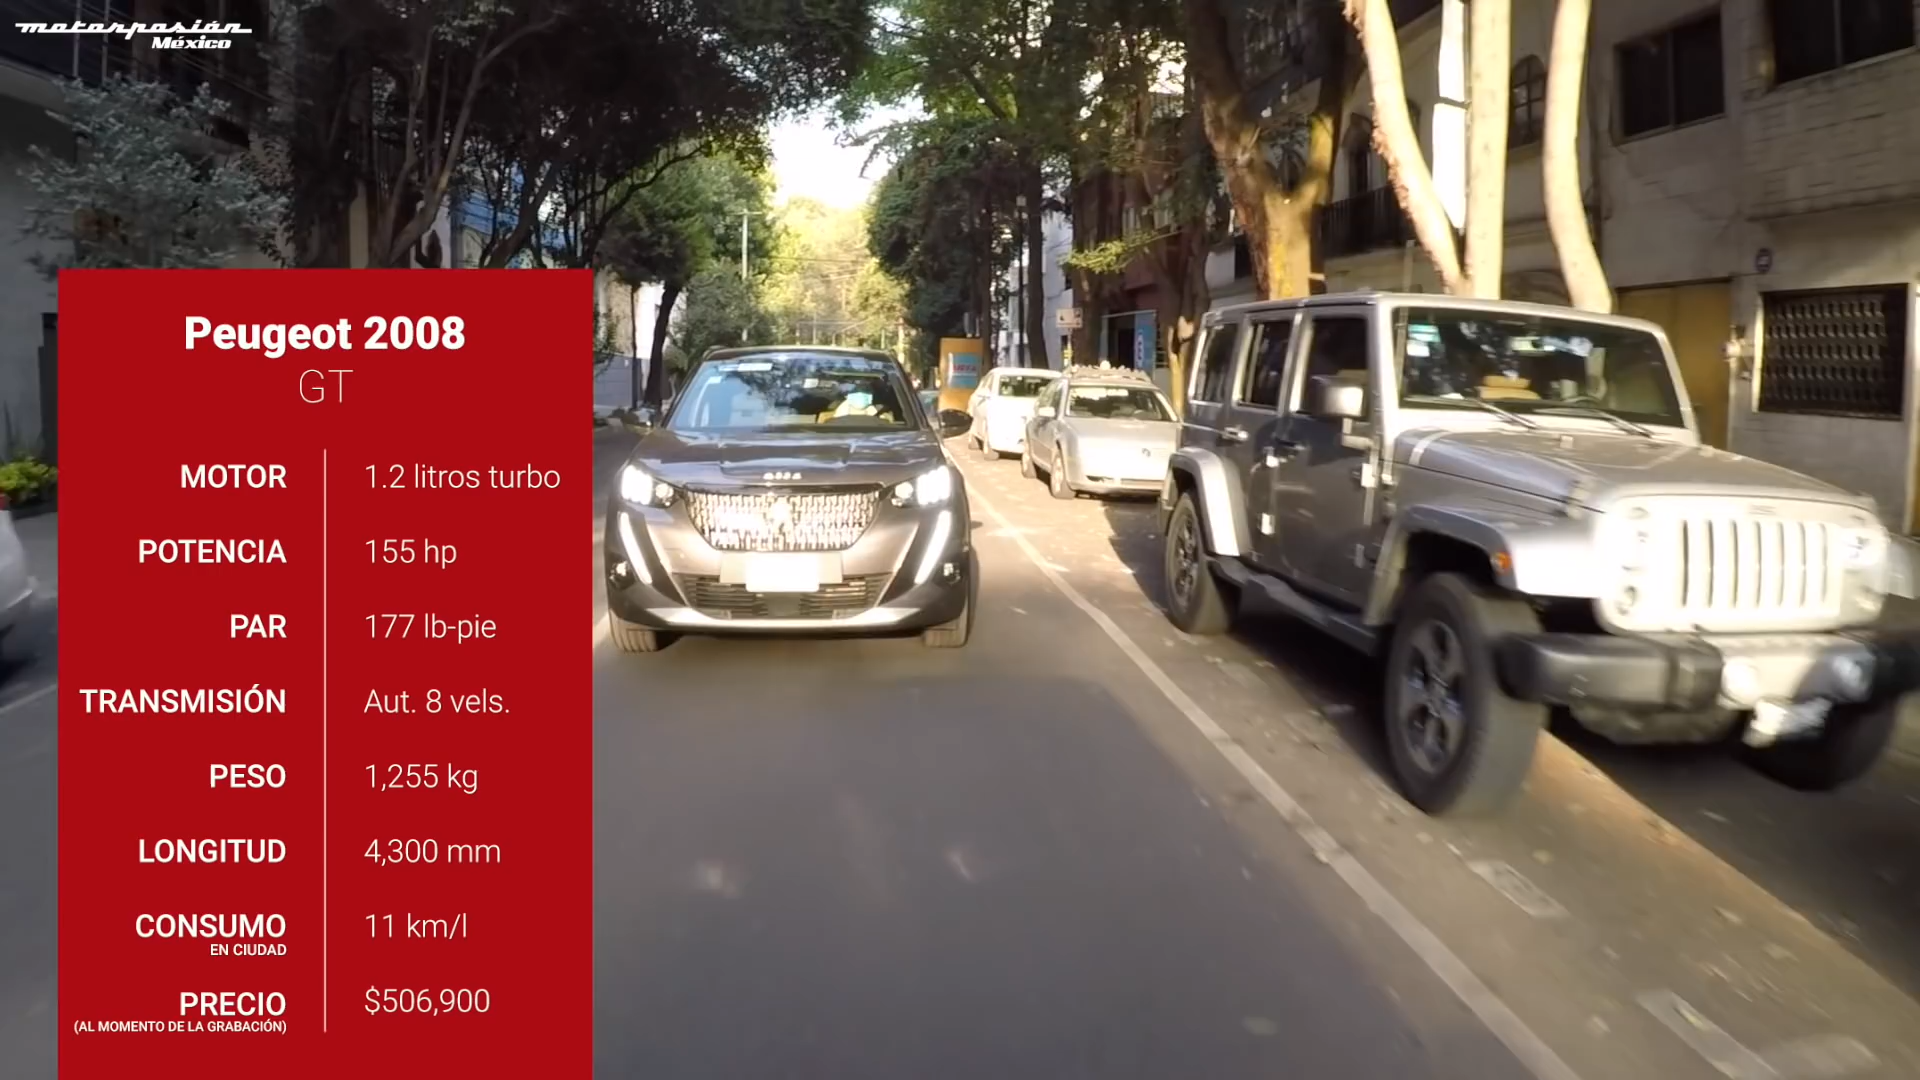 motorpasión
México
Peugeot 2008
GT
MOTOR 1.2 litros turbo
POTENCIA 155 hp
PAR 177 lb-pie
TRANSMISIÓN Aut. 8 vels.
PESO 1,255 kg
LONGITUD 4,300 mm
CONSUMO 11 km/l
EN CIUDAD
PRECIO $506,900
(AL MOMENTO DE LA GRABACIÓN)